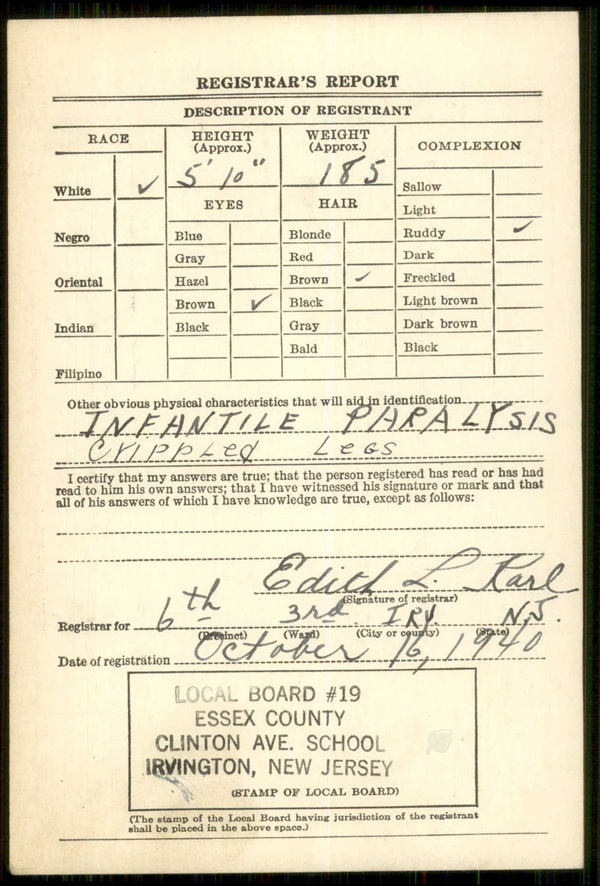 REGISTRAR'S REPORT
DESCRIPTION OF REGISTRANT
RACE
HEIGHT
(Approx.)
WEIGHT
(Approx.)
COMPLEXION
5' 10"
185
White ✓
EYES
HAIR
Sallow
Light
Negro
Blue
Blonde
Ruddy ✓
Gray
Red
Dark
Oriental
Hazel
Brown ✓
Freckled
Brown ✓
Black
Light brown
Indian
Black
Gray
Dark brown
Bald
Black
Filipino
Other obvious physical characteristics that will aid in identification
INFANTILE PARALYSIS
CRIPPLED LEGS
I certify that my answers are true; that the person registered has read or has had
read to him his own answers; that I have witnessed his signature or mark and that
all of his answers of which I have knowledge are true, except as follows:
Edith L. Karl
(Signature of registrar)
Registrar for 6th 3rd. IRV. N.J.
(Precinct) (Ward) (City or county) (State)
Date of registration October 16, 1940
LOCAL BOARD #19
ESSEX COUNTY
CLINTON AVE. SCHOOL
IRVINGTON, NEW JERSEY
(STAMP OF LOCAL BOARD)
(The stamp of the Local Board having jurisdiction of the registrant
shall be placed in the above space.)